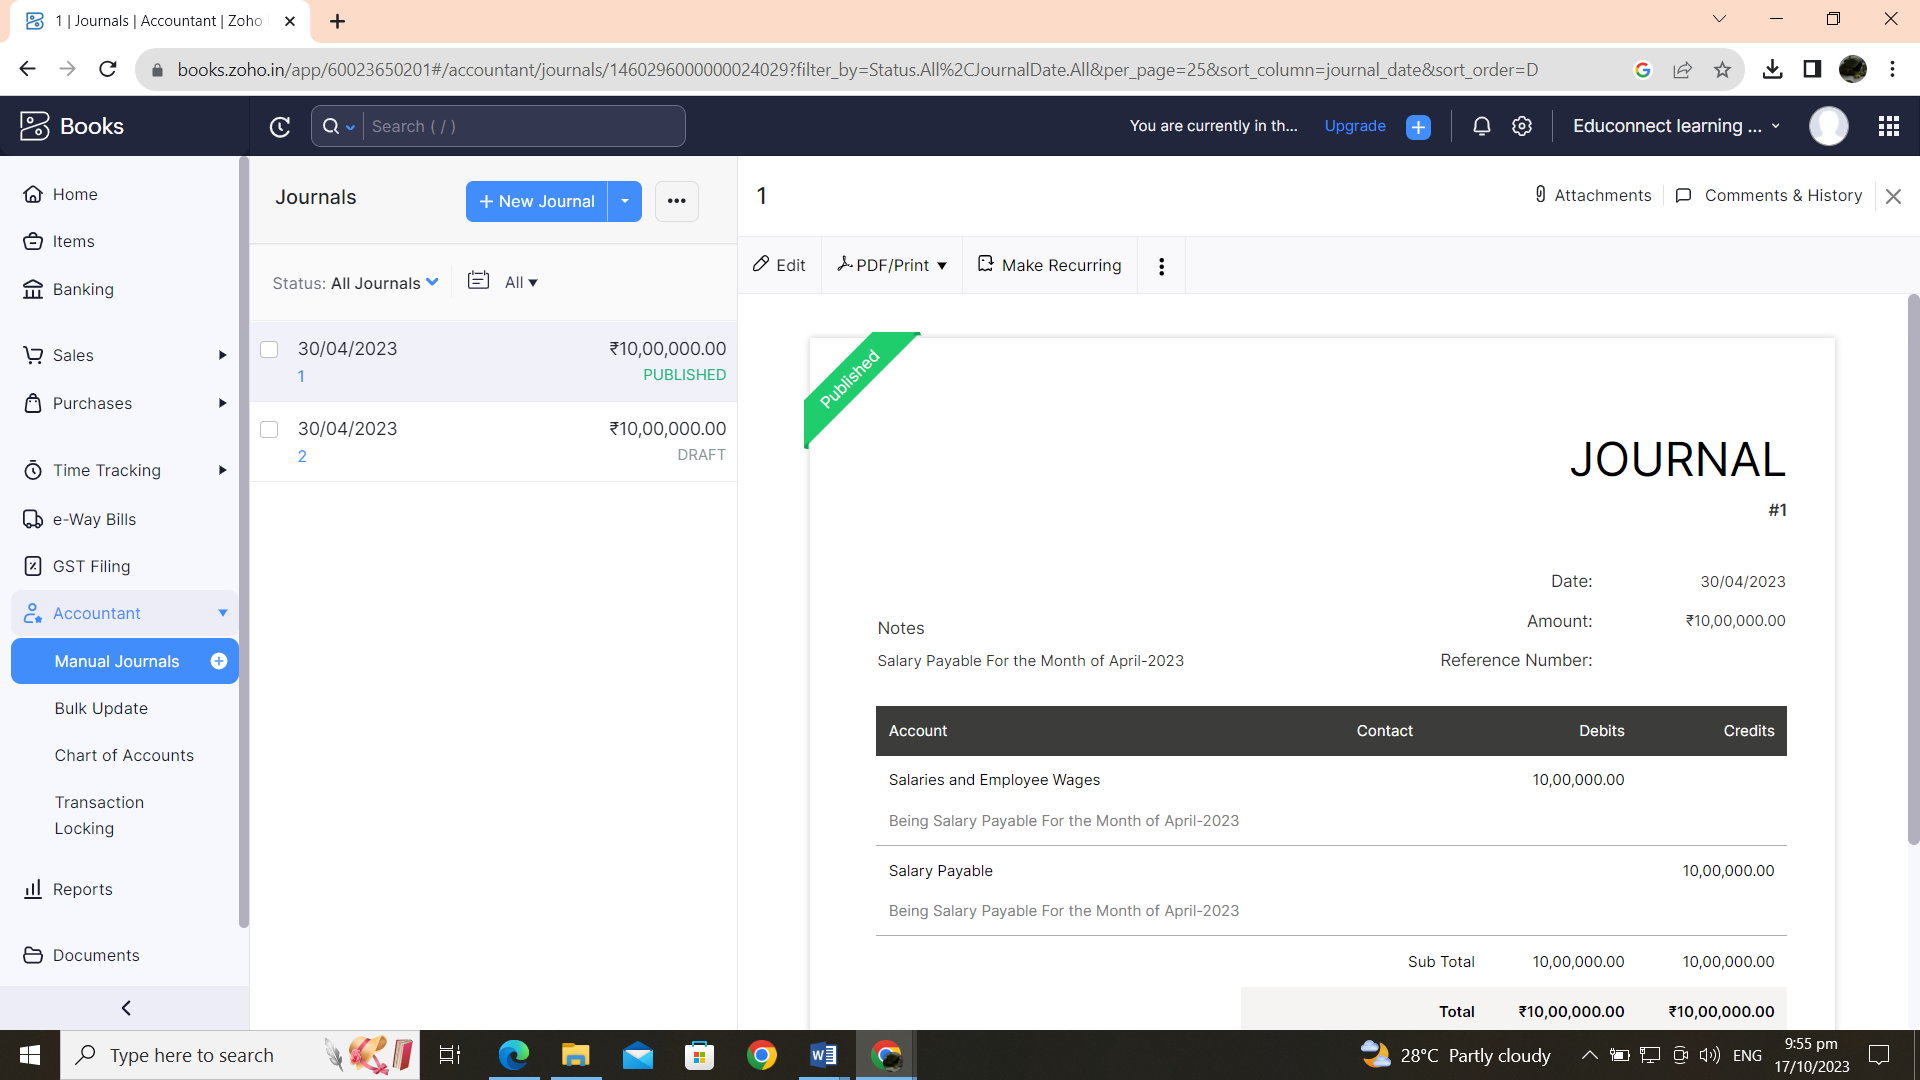 1 | Journals | Accountant | Zoho
books.zoho.in/app/60023650201#/accountant/journals/1460296000000024029?filter_by=Status.All%2CJournalDate.All&per_page=25&sort_column=journal_date&sort_order=D
Books
Search ( / )
You are currently in th...
Upgrade
Educonnect learning ...
Home
Items
Banking
Sales
Purchases
Time Tracking
e-Way Bills
GST Filing
Accountant
Manual Journals
Bulk Update
Chart of Accounts
Transaction
Locking
Reports
Documents
Journals
+ New Journal
Status: All Journals
All
30/04/2023 ₹10,00,000.00
1 PUBLISHED
30/04/2023 ₹10,00,000.00
2 DRAFT
1
Attachments
Comments & History
Edit
PDF/Print
Make Recurring
Published
JOURNAL
#1
Date: 30/04/2023
Amount: ₹10,00,000.00
Reference Number:
Notes
Salary Payable For the Month of April-2023
Account Contact Debits Credits
Salaries and Employee Wages 10,00,000.00
Being Salary Payable For the Month of April-2023
Salary Payable 10,00,000.00
Being Salary Payable For the Month of April-2023
Sub Total 10,00,000.00 10,00,000.00
Total ₹10,00,000.00 ₹10,00,000.00
Type here to search
28°C Partly cloudy
ENG
9:55 pm
17/10/2023